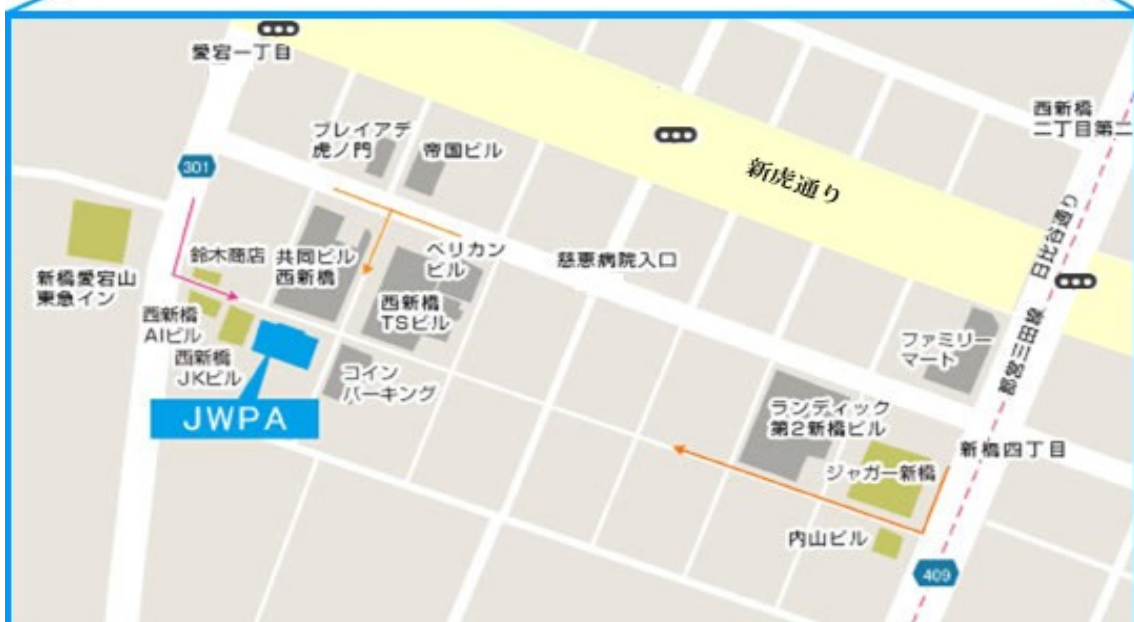 愛宕一丁目
西新橋
二丁目第二
プレイアデ
虎ノ門
帝国ビル
新虎通り
301
日比谷通り
鈴木商店
共同ビル
西新橋
ペリカン
ビル
慈恵病院入口
新橋愛宕山
東急イン
西新橋
TSビル
西新橋
AIビル
都営三田線
ファミリー
マート
西新橋
JKビル
コイン
パーキング
JWPA
ランディック
第2新橋ビル
新橋四丁目
ジャガー新橋
内山ビル
409